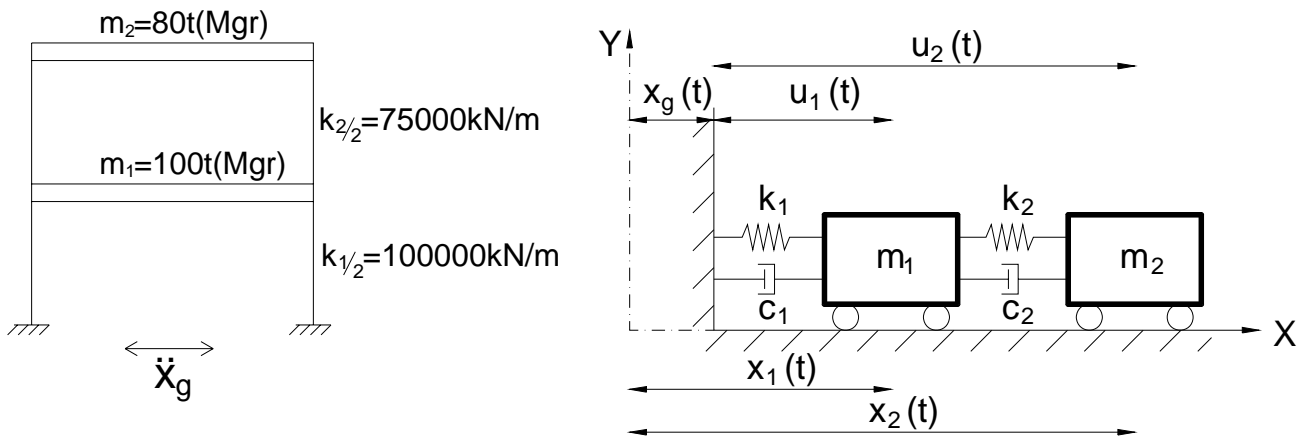 m₂=80t(Mgr)
k₂/₂=75000kN/m
m₁=100t(Mgr)
k₁/₂=100000kN/m
ẍg
Y
u₂(t)
xg(t)
u₁(t)
k₁
k₂
m₁
m₂
c₁
c₂
X
x₁(t)
x₂(t)